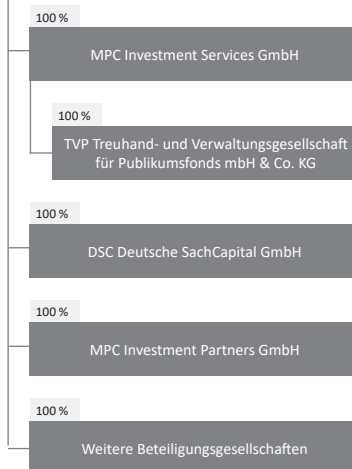 100 %
MPC Investment Services GmbH
100 %
TVP Treuhand- und Verwaltungsgesellschaft
für Publikumsfonds mbH & Co. KG
100 %
DSC Deutsche SachCapital GmbH
100 %
MPC Investment Partners GmbH
100 %
Weitere Beteiligungsgesellschaften